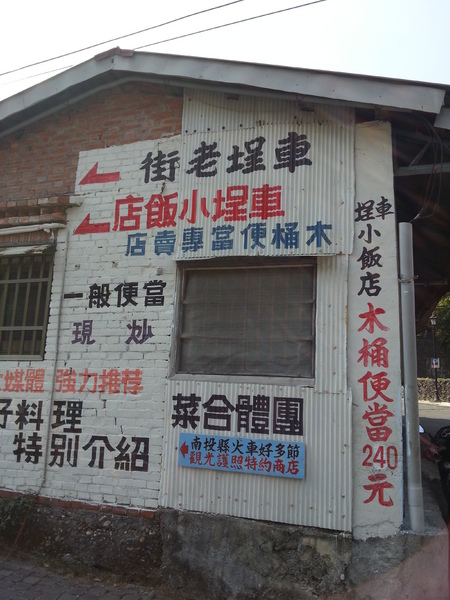 車埕老街
車埕小飯店
木桶便當專賣店
一般便當
現炒
大媒體 強力推荐
料理
特别介紹
團體合菜
南投縣火車好多節
觀光護照特約商店
車埕小飯店
木桶便當240元